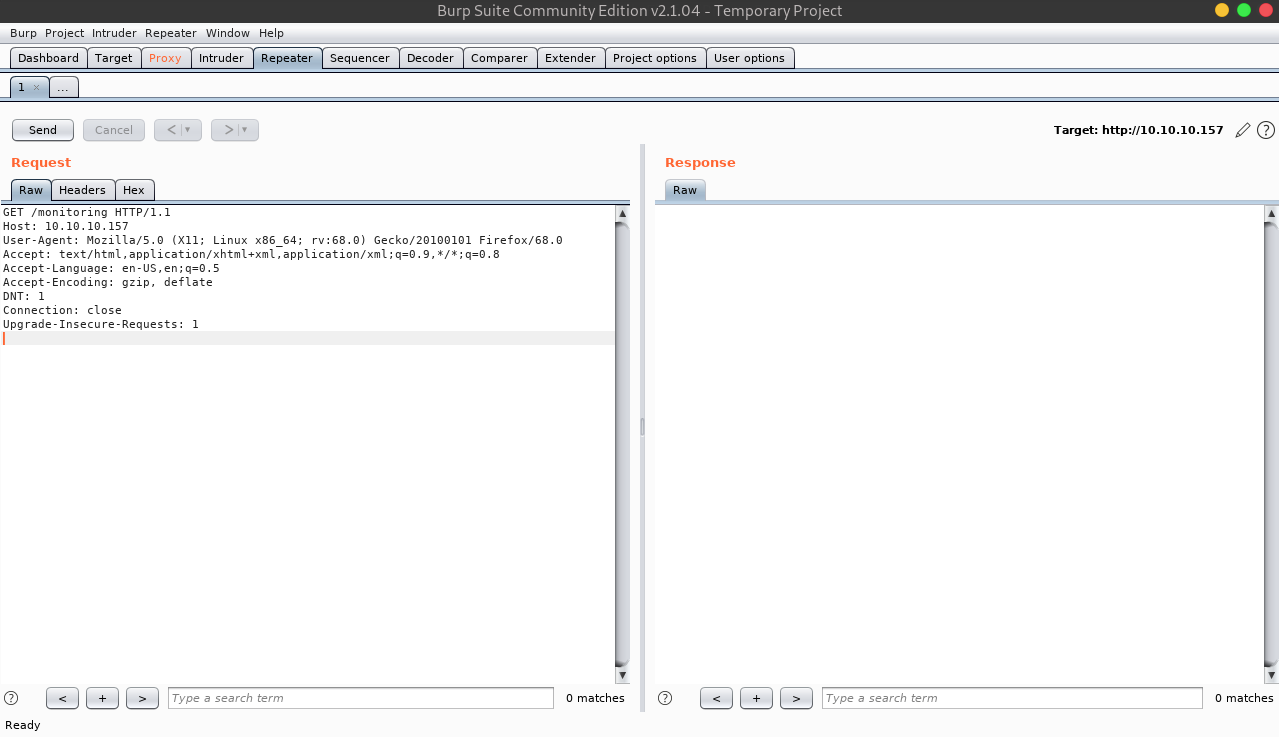 Burp Suite Community Edition v2.1.04 - Temporary Project
Burp Project Intruder Repeater Window Help
Dashboard Target Proxy Intruder Repeater Sequencer Decoder Comparer Extender Project options User options
1 × ...
Send Cancel < ▾ > ▾ Target: http://10.10.10.157 ?
Request
Raw Headers Hex
GET /monitoring HTTP/1.1
Host: 10.10.10.157
User-Agent: Mozilla/5.0 (X11; Linux x86_64; rv:68.0) Gecko/20100101 Firefox/68.0
Accept: text/html,application/xhtml+xml,application/xml;q=0.9,*/*;q=0.8
Accept-Language: en-US,en;q=0.5
Accept-Encoding: gzip, deflate
DNT: 1
Connection: close
Upgrade-Insecure-Requests: 1
? < + > Type a search term 0 matches
Response
Raw
? < + > Type a search term 0 matches
Ready